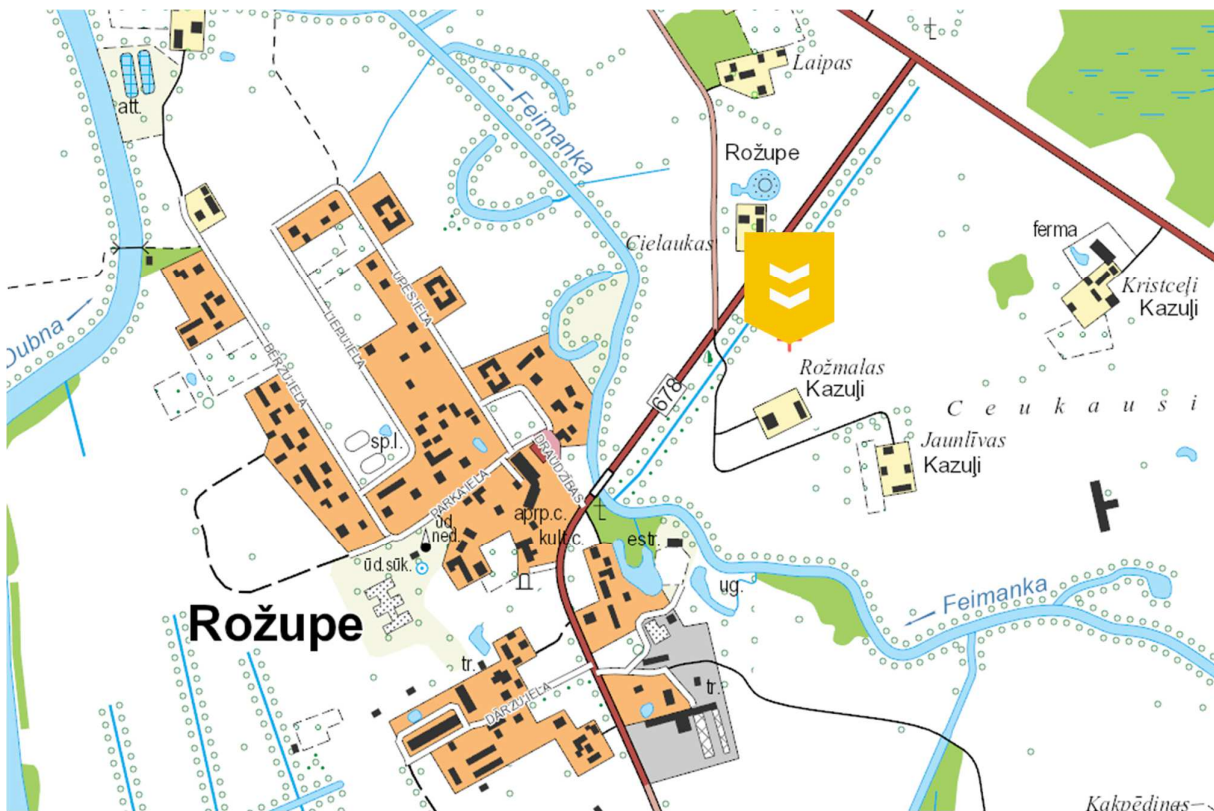 Laipas
att.
Feimanka
Rožupe
Cielaukas
ferma
Kristceļi
Kazuļi
Dubna
UPES IELA
LIEPU IELA
BĒRZU IELA
678
Rožmalas
Kazuļi
Ceukausi
sp.l.
Jaunlīvas
Kazuļi
DRAUDZĪBAS
PARKA IELA
aprp.c.
ūd.
ned.
kult.c.
estr.
ūd.sūk.
ug.
Feimanka
Rožupe
tr.
tr.
DĀRZU IELA
Kakpēdiņas